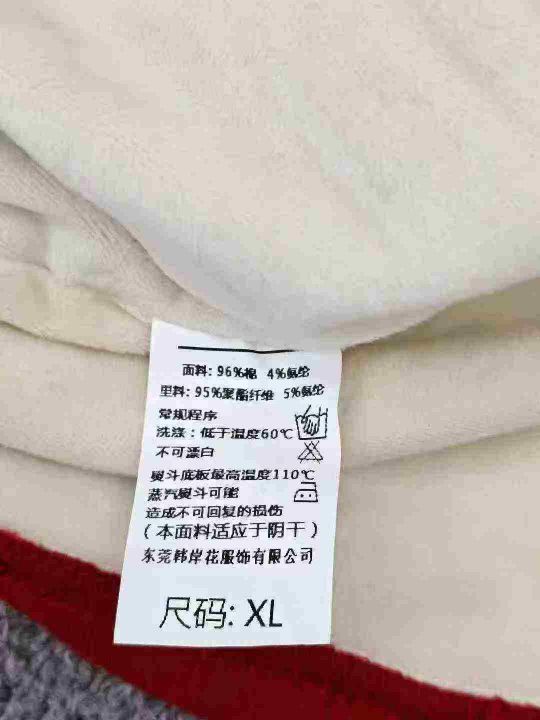 面料: 96%棉 4%氨纶
里料: 95%聚酯纤维 5%氨纶
常规程序
洗涤: 低于温度60℃
不可漂白
熨斗底板最高温度110℃
蒸汽熨斗可能
造成不可回复的损伤
(本面料适应于阴干)
东莞韩岸花服饰有限公司
尺码: XL